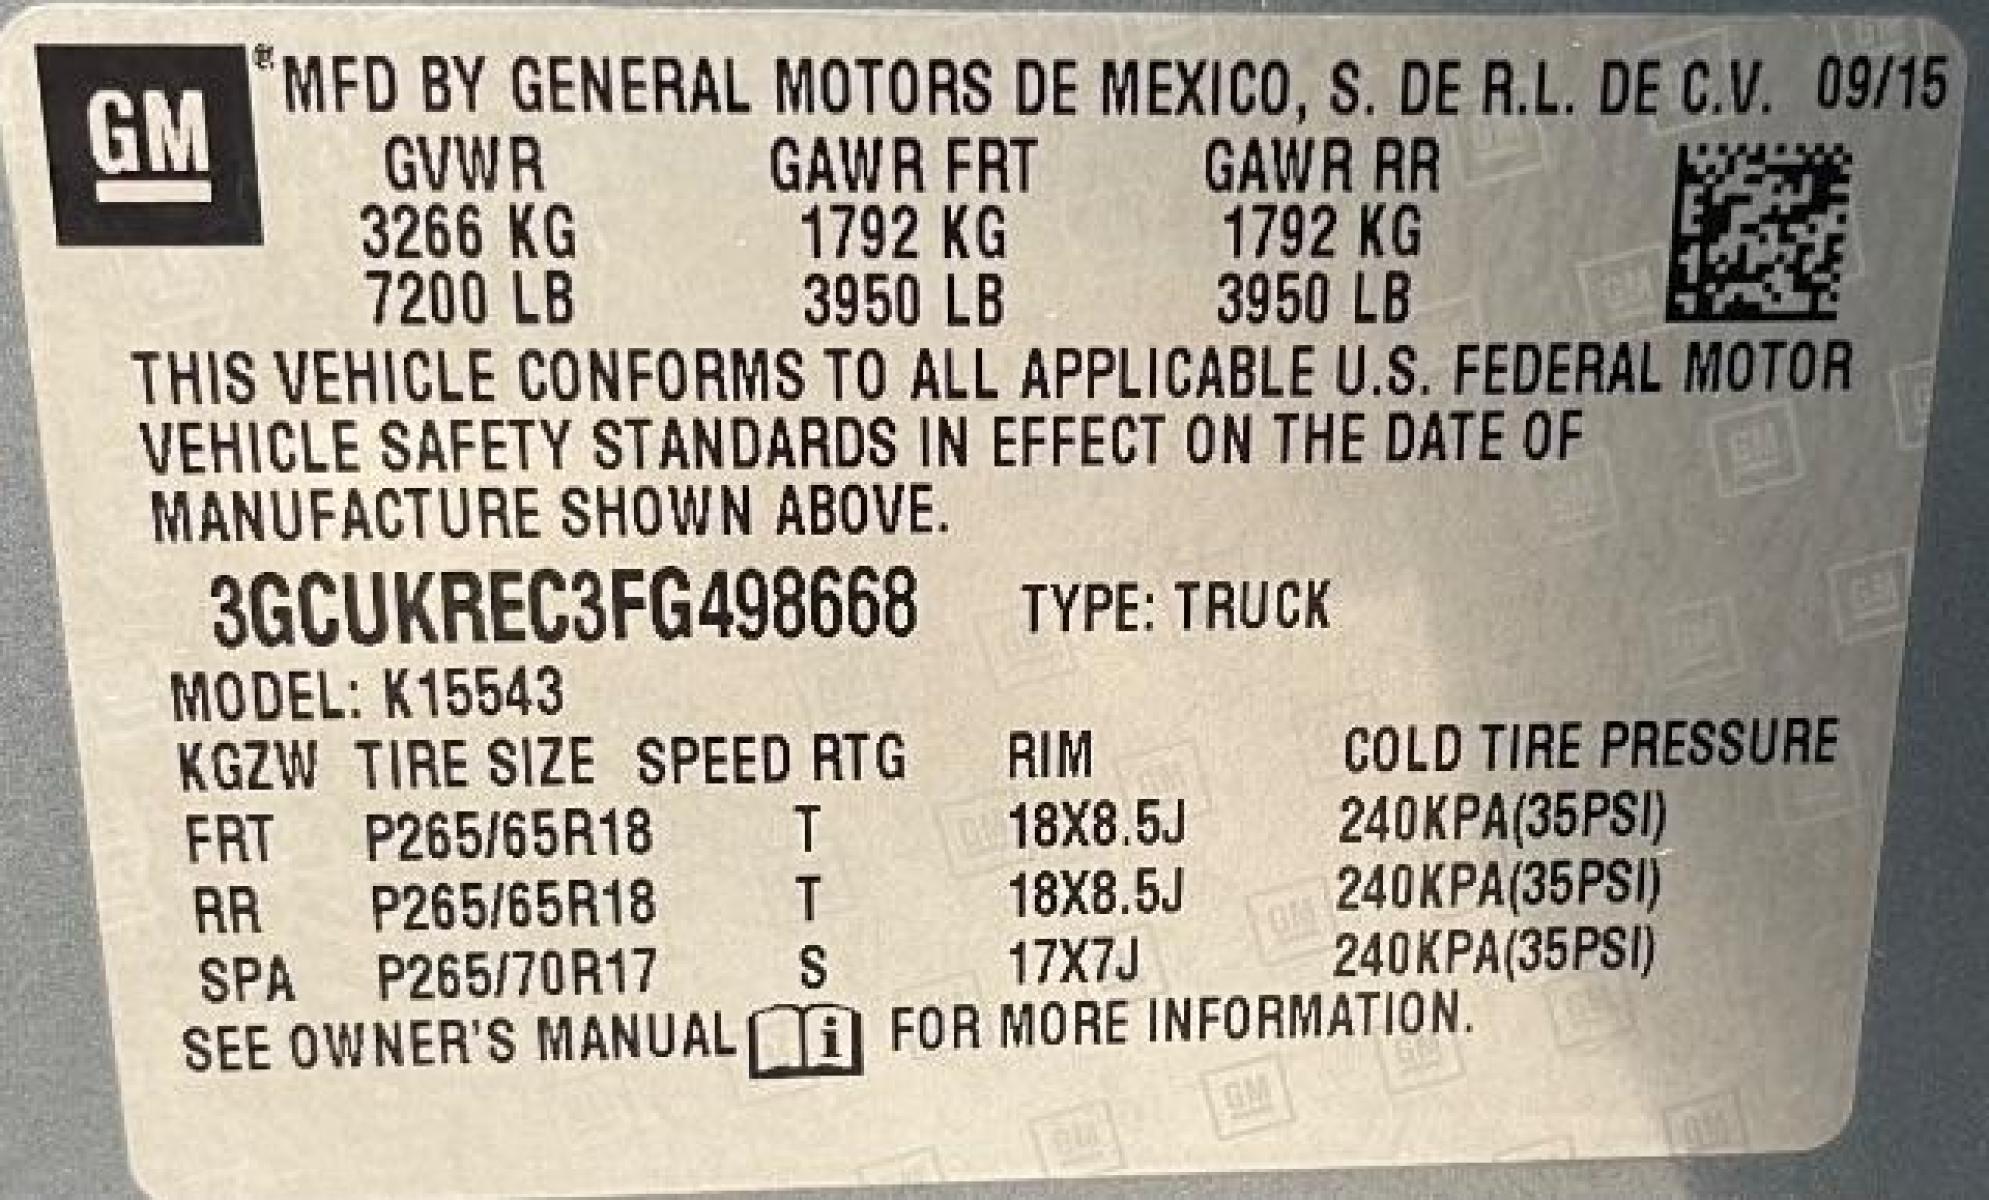 GM ® MFD BY GENERAL MOTORS DE MEXICO, S. DE R.L. DE C.V. 09/15
GVWR GAWR FRT GAWR RR
3266 KG 1792 KG 1792 KG
7200 LB 3950 LB 3950 LB
THIS VEHICLE CONFORMS TO ALL APPLICABLE U.S. FEDERAL MOTOR
VEHICLE SAFETY STANDARDS IN EFFECT ON THE DATE OF
MANUFACTURE SHOWN ABOVE.
3GCUKREC3FG498668 TYPE: TRUCK
MODEL: K15543
KGZW TIRE SIZE SPEED RTG RIM COLD TIRE PRESSURE
FRT P265/65R18 T 18X8.5J 240KPA(35PSI)
RR P265/65R18 T 18X8.5J 240KPA(35PSI)
SPA P265/70R17 S 17X7J 240KPA(35PSI)
SEE OWNER'S MANUAL i FOR MORE INFORMATION.